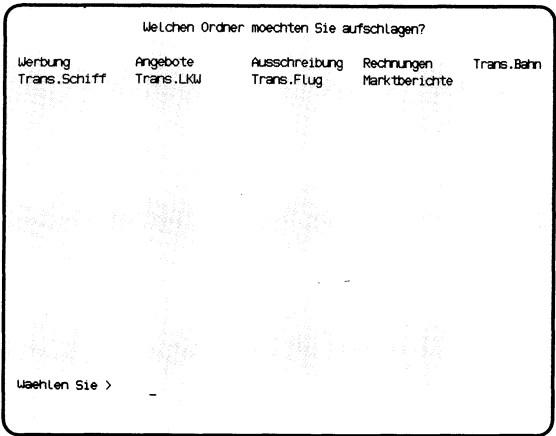 Welchen Ordner moechten Sie aufschlagen?
Werbung Angebote Ausschreibung Rechnungen Trans.Bahn
Trans.Schiff Trans.LKW Trans.Flug Marktberichte
Waehlen Sie > _